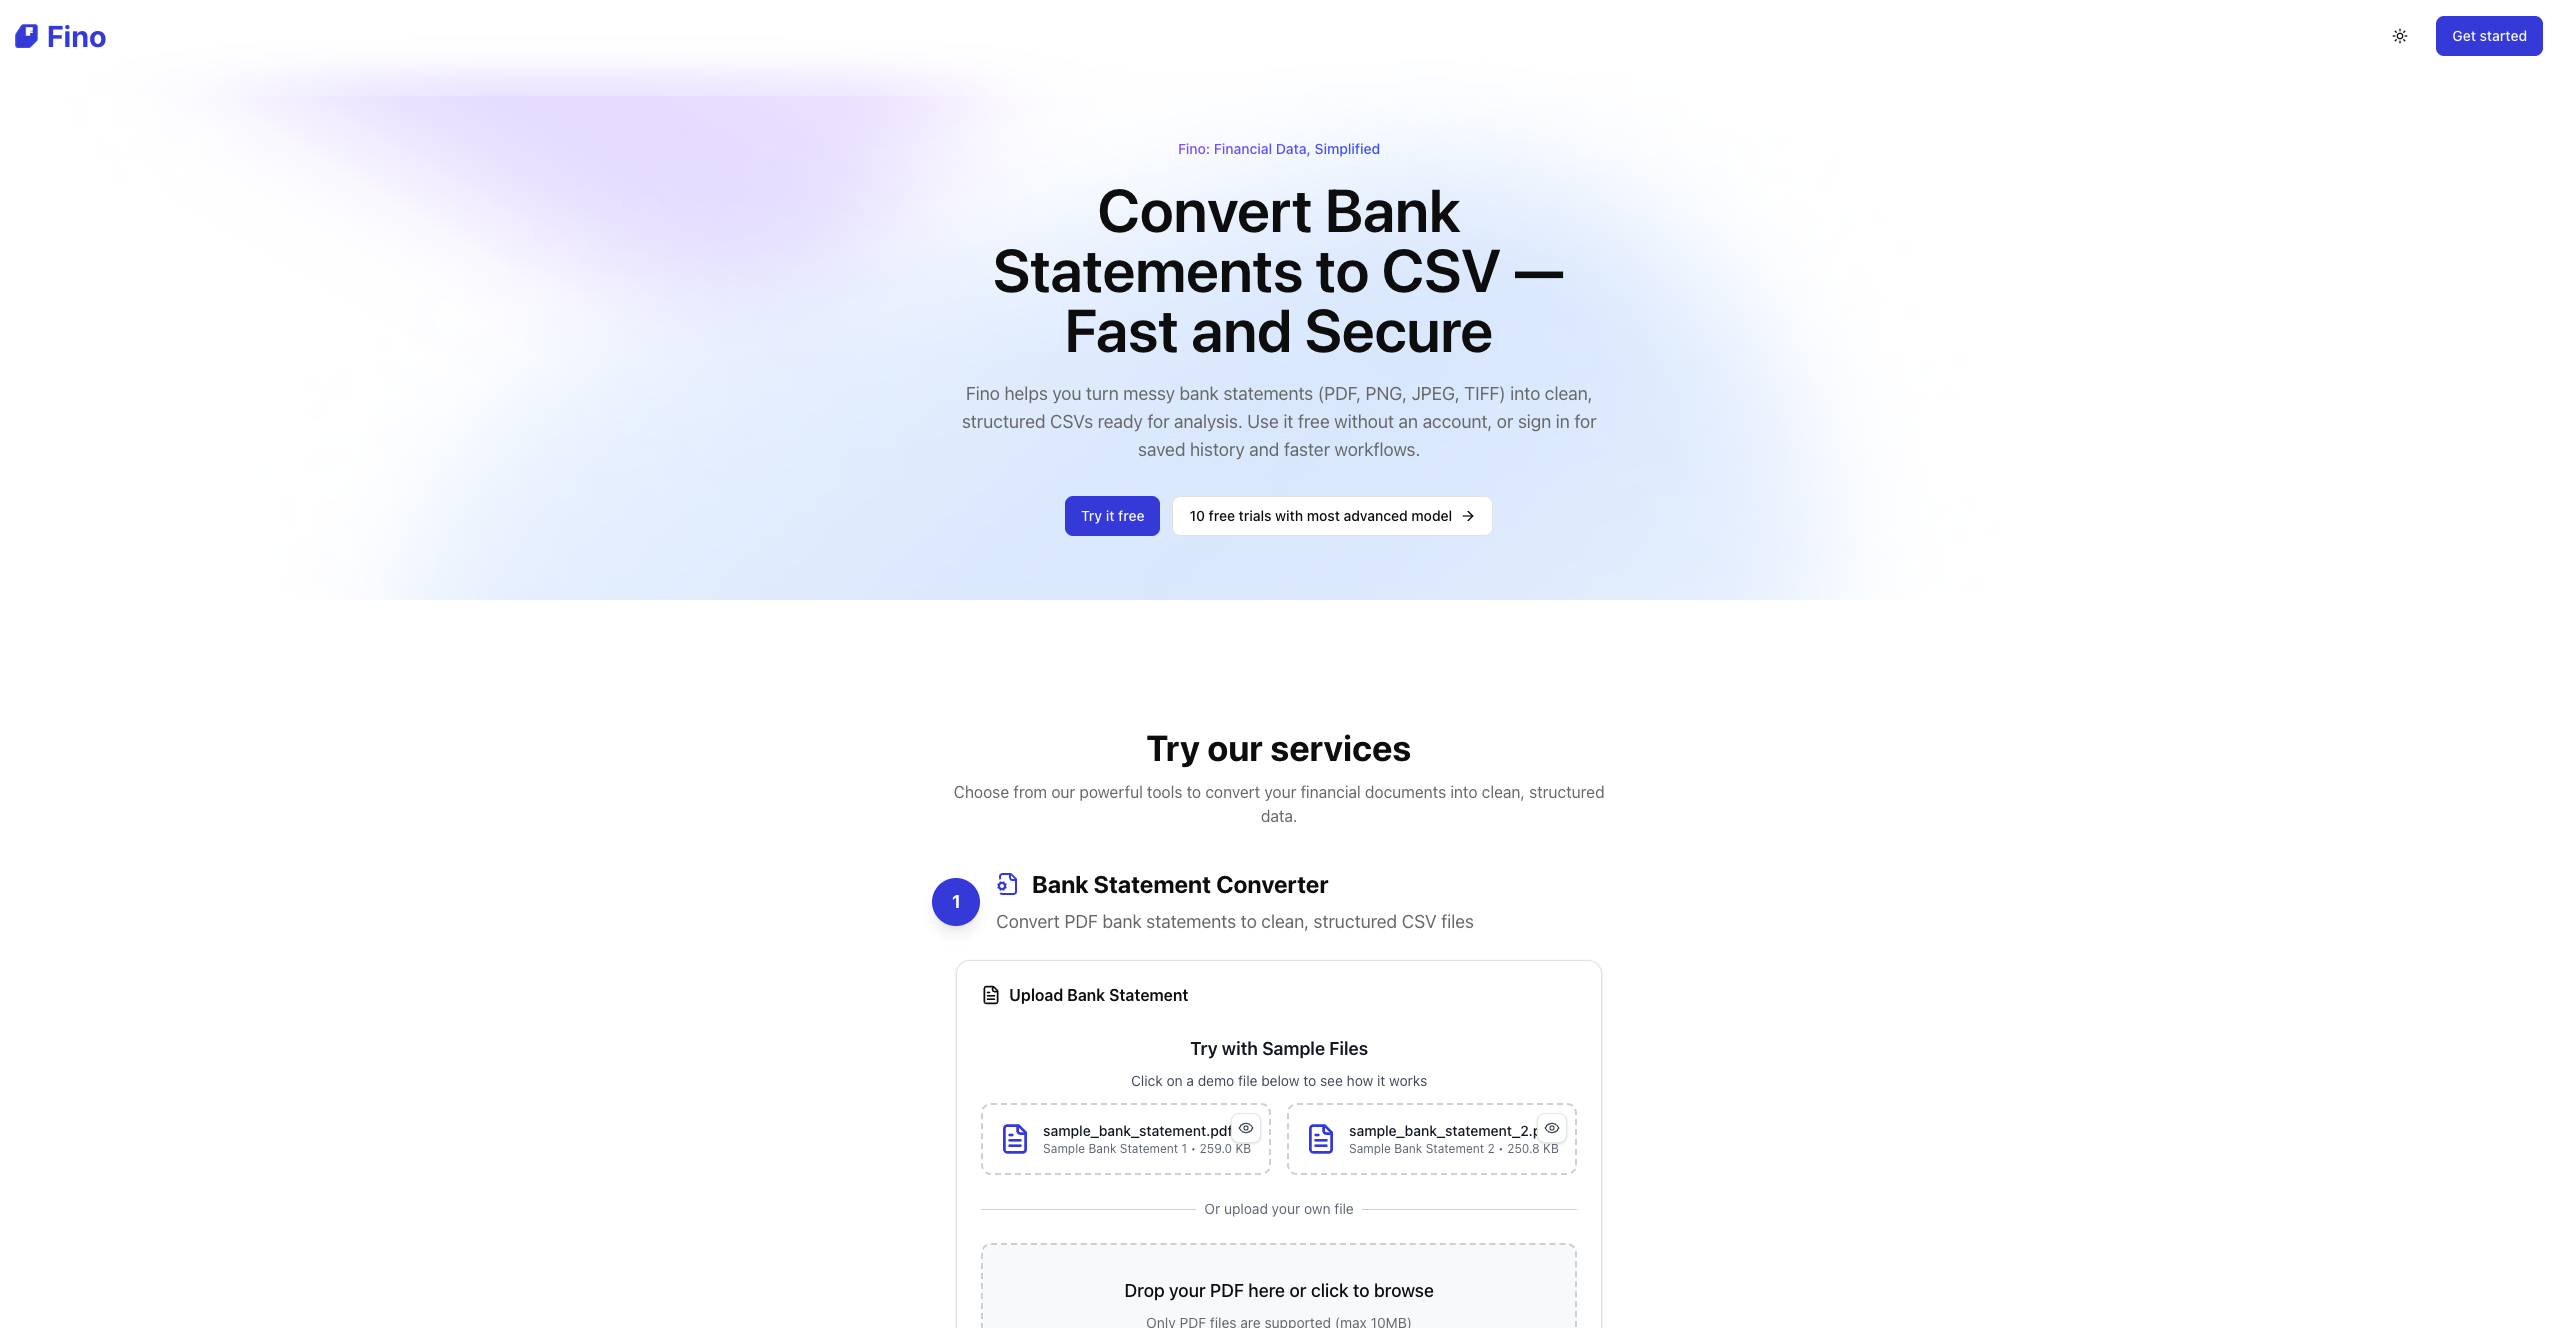 Fino
Get started
Fino: Financial Data, Simplified
Convert Bank
Statements to CSV —
Fast and Secure
Fino helps you turn messy bank statements (PDF, PNG, JPEG, TIFF) into clean,
structured CSVs ready for analysis. Use it free without an account, or sign in for
saved history and faster workflows.
Try it free
10 free trials with most advanced model →
Try our services
Choose from our powerful tools to convert your financial documents into clean, structured
data.
1
Bank Statement Converter
Convert PDF bank statements to clean, structured CSV files
Upload Bank Statement
Try with Sample Files
Click on a demo file below to see how it works
sample_bank_statement.pdf
Sample Bank Statement 1 • 259.0 KB
sample_bank_statement_2.p
Sample Bank Statement 2 • 250.8 KB
Or upload your own file
Drop your PDF here or click to browse
Only PDF files are supported (max 10MB)